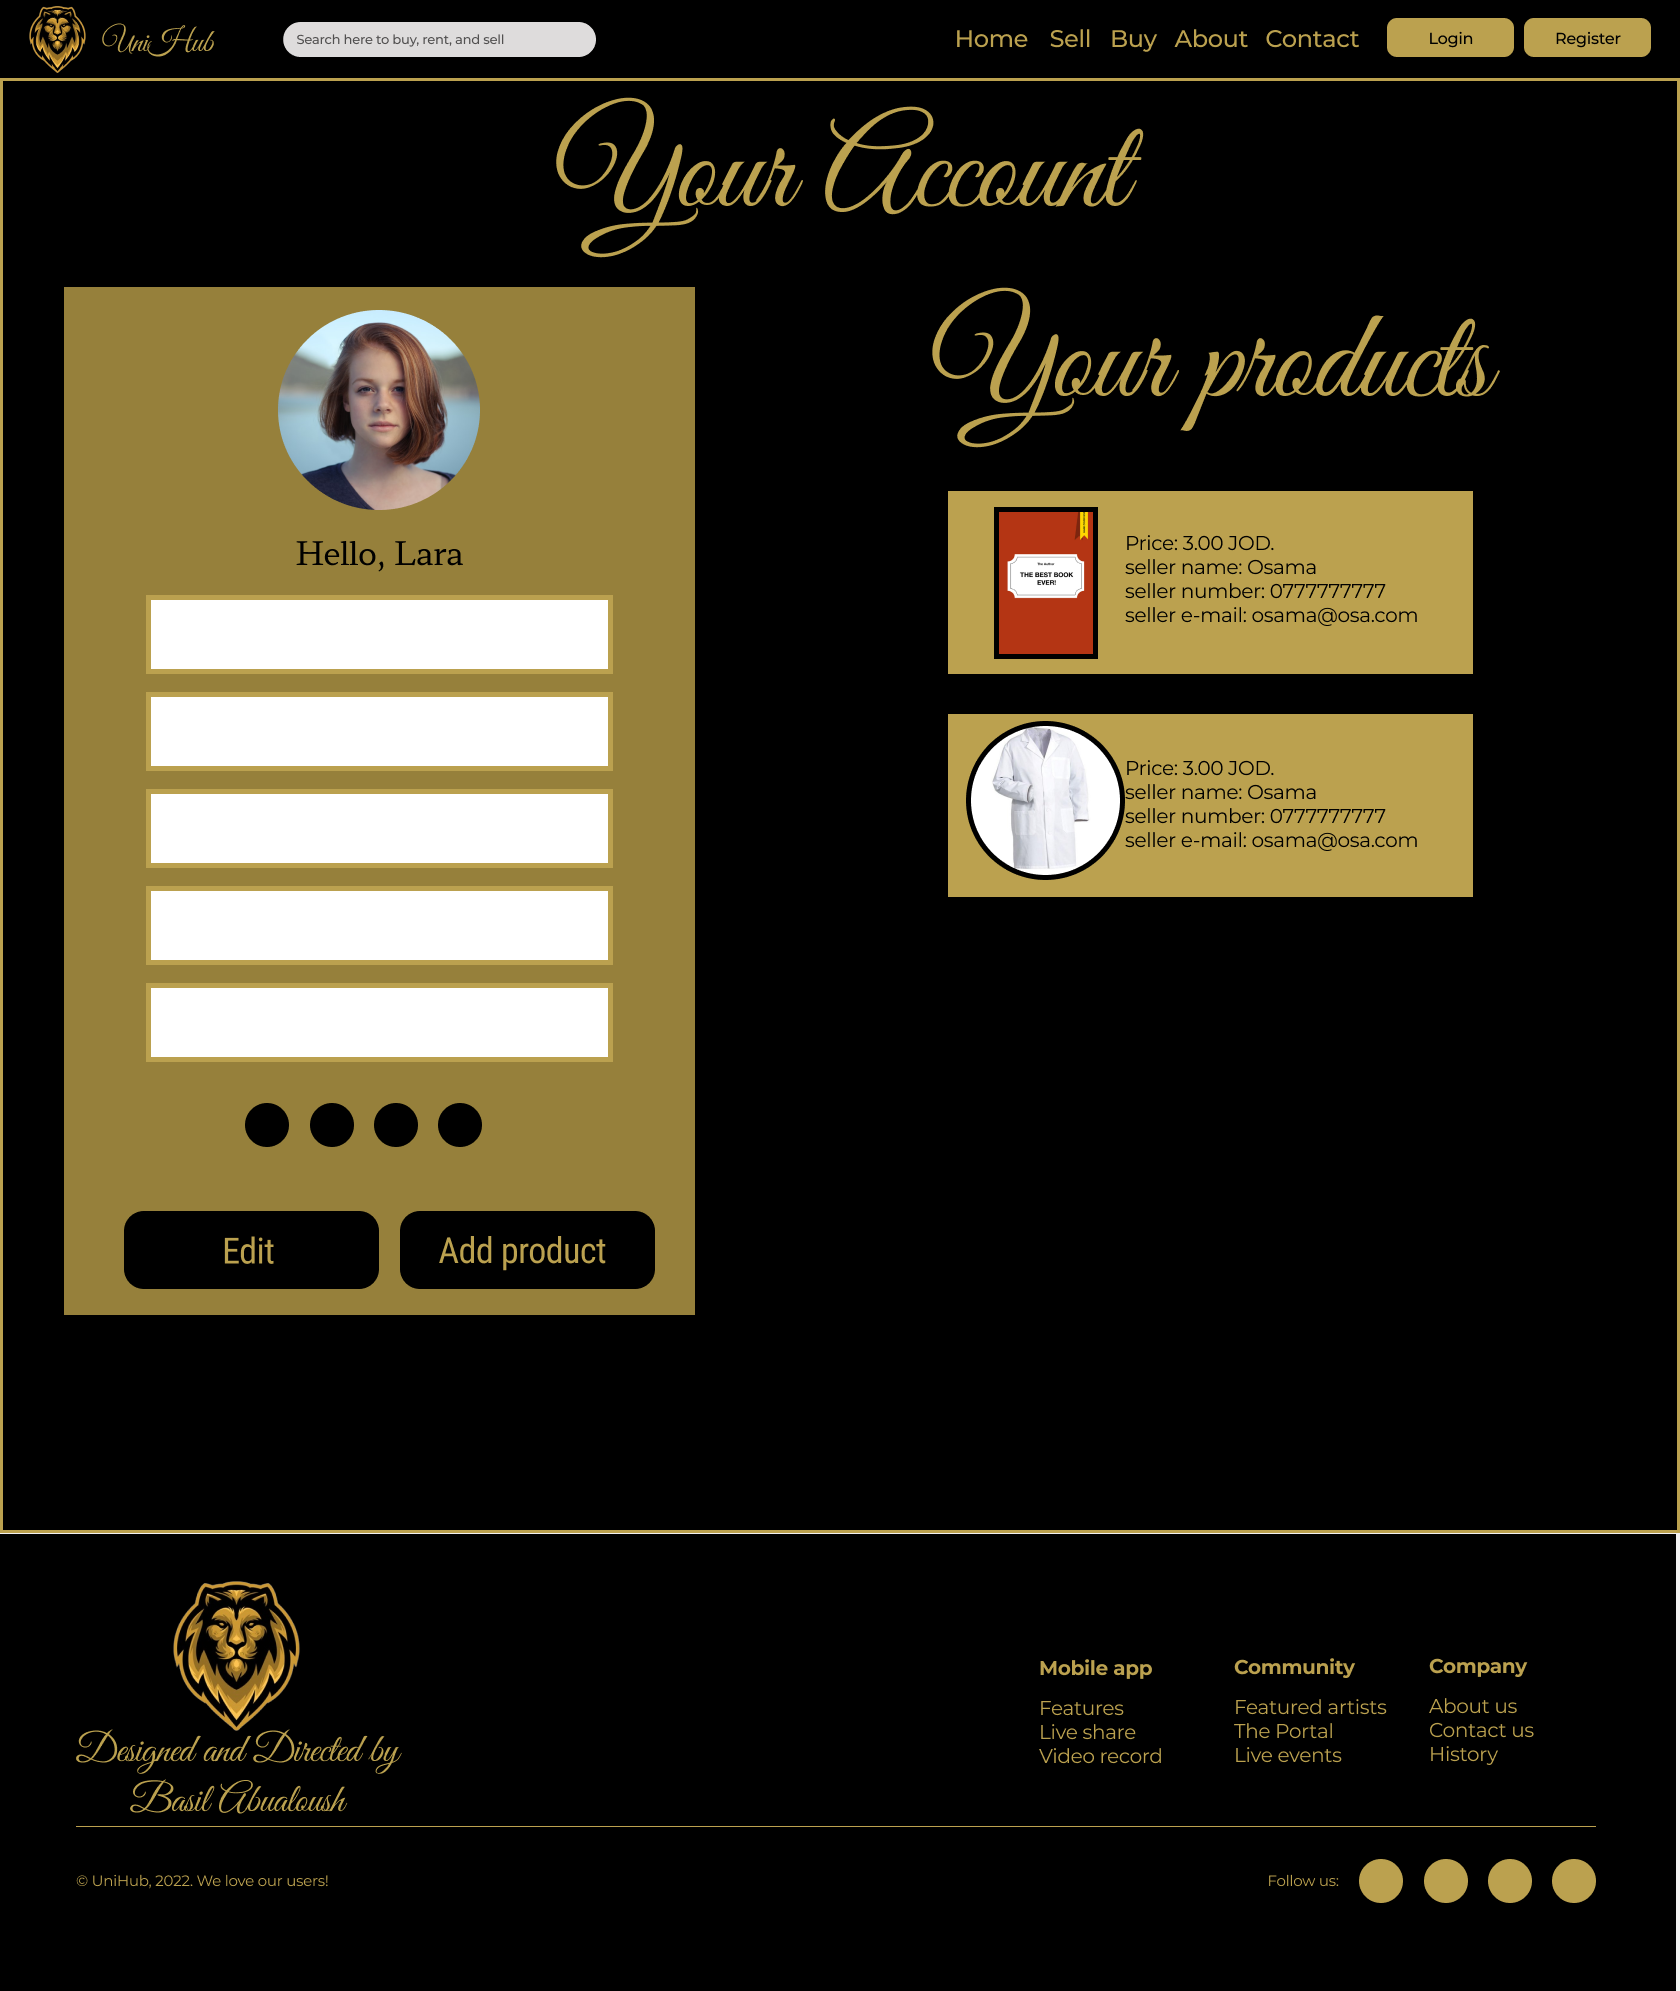 UniHub
Search here to buy, rent, and sell
Home Sell Buy About Contact
Login
Register
Your Account
Hello, Lara
Edit
Add product
Your products
The Author
THE BEST BOOK
EVER!
Price: 3.00 JOD.
seller name: Osama
seller number: 0777777777
seller e-mail: osama@osa.com
Price: 3.00 JOD.
seller name: Osama
seller number: 0777777777
seller e-mail: osama@osa.com
Designed and Directed by
Basil Abualoush
Mobile app
Features
Live share
Video record
Community
Featured artists
The Portal
Live events
Company
About us
Contact us
History
© UniHub, 2022. We love our users!
Follow us: